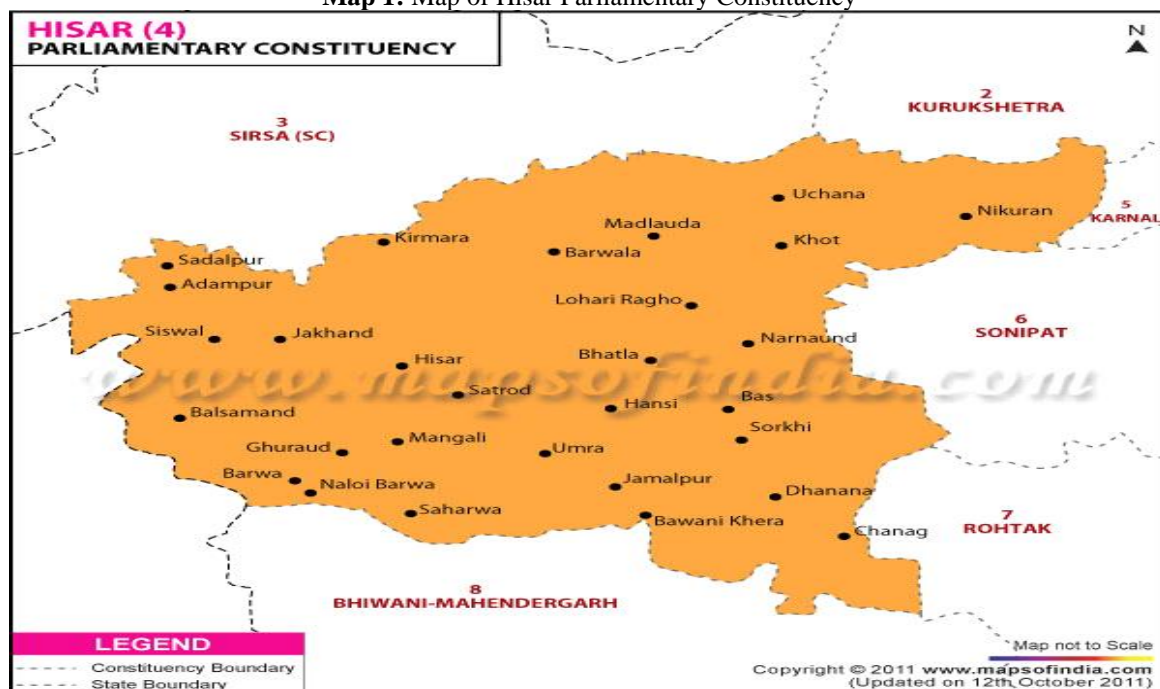 Map 1: Map of Hisar Parliamentary Constituency
HISAR (4)
PARLIAMENTARY CONSTITUENCY
N
2
KURUKSHETRA
3
SIRSA (SC)
Uchana
5
KARNAL
Nikuran
Madlauda
Kirmara
Khot
Barwala
Sadalpur
Adampur
Lohari Ragho
6
SONIPAT
Siswal
Jakhand
Narnaund
Bhatla
Hisar
www.mapsofindia.com
Satrod
Bas
Hansi
Balsamand
Sorkhi
Mangali
Ghuraud
Umra
Barwa
Jamalpur
Naloi Barwa
Dhanana
Saharwa
Bawani Khera
7
ROHTAK
Chanag
8
BHIWANI-MAHENDERGARH
LEGEND
Constituency Boundary
State Boundary
Map not to Scale
Copyright © 2011 www.mapsofindia.com
(Updated on 12th October 2011)